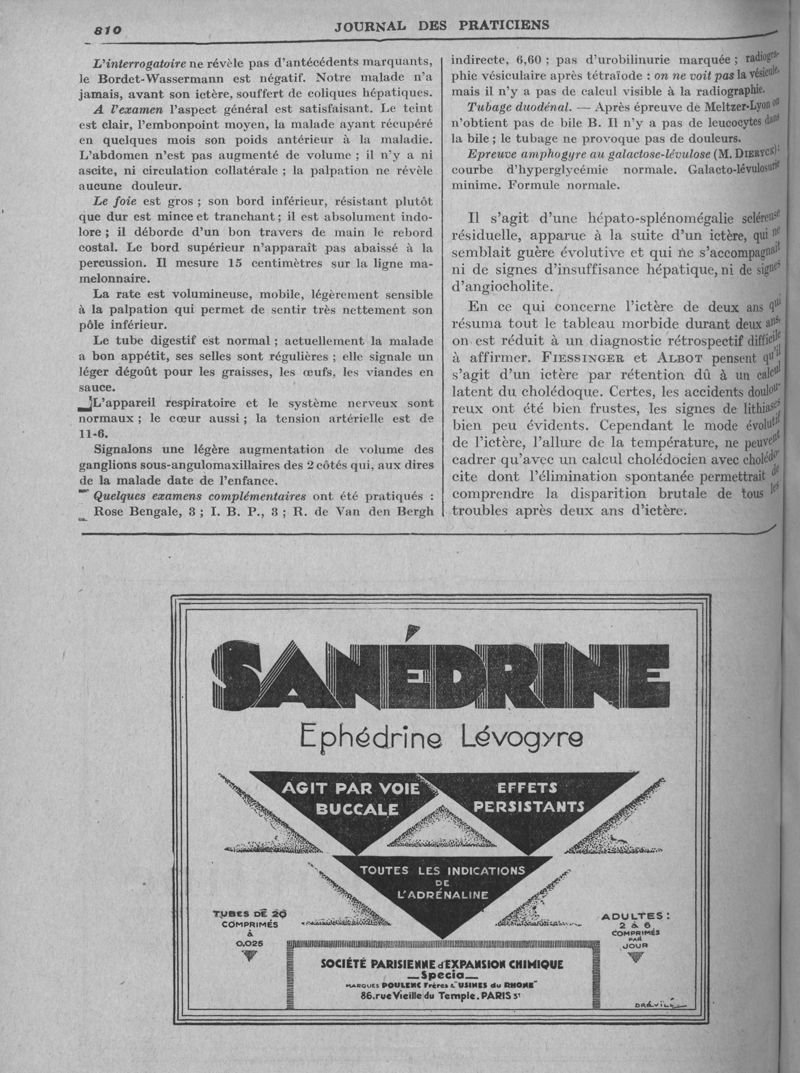 810
JOURNAL DES PRATICIENS
L'interrogatoire ne révèle pas d'antécédents marquants,
le Bordet-Wassermann est négatif. Notre malade n'a
jamais, avant son ictère, souffert de coliques hépatiques.
A l'examen l'aspect général est satisfaisant. Le teint
est clair, l'embonpoint moyen, la malade ayant récupéré
en quelques mois son poids antérieur à la maladie.
L'abdomen n'est pas augmenté de volume ; il n'y a ni
ascite, ni circulation collatérale ; la palpation ne révèle
aucune douleur.
Le foie est gros ; son bord inférieur, résistant plutôt
que dur est mince et tranchant ; il est absolument indo-
lore ; il déborde d'un bon travers de main le rebord
costal. Le bord supérieur n'apparaît pas abaissé à la
percussion. Il mesure 15 centimètres sur la ligne ma-
melonnaire.
La rate est volumineuse, mobile, légèrement sensible
à la palpation qui permet de sentir très nettement son
pôle inférieur.
Le tube digestif est normal ; actuellement la malade
a bon appétit, ses selles sont régulières ; elle signale un
léger dégoût pour les graisses, les œufs, les viandes en
sauce.
L'appareil respiratoire et le système nerveux sont
normaux ; le cœur aussi ; la tension artérielle est de
11-6.
Signalons une légère augmentation de volume des
ganglions sous-angulomaxillaires des 2 côtés qui, aux dires
de la malade date de l'enfance.
Quelques examens complémentaires ont été pratiqués :
Rose Bengale, 3 ; I. B. P., 3 ; R. de Van den Bergh
indirecte, 6,60 ; pas d'urobilinurie marquée ; radiogra-
phie vésiculaire après tétraïode : on ne voit pas la vésicule,
mais il n'y a pas de calcul visible à la radiographie.
Tubage duodénal. — Après épreuve de Meltzer-Lyon on
n'obtient pas de bile B. Il n'y a pas de leucocytes dans
la bile ; le tubage ne provoque pas de douleurs.
Epreuve amphogyre au galactose-lévulose (M. DIERYCK) :
courbe d'hyperglycémie normale. Galacto-lévulosurie
minime. Formule normale.
Il s'agit d'une hépato-splénomégalie scléreuse
résiduelle, apparue à la suite d'un ictère, qui ne
semblait guère évolutive et qui ne s'accompagnait
ni de signes d'insuffisance hépatique, ni de signes
d'angiocholite.
En ce qui concerne l'ictère de deux ans qui
résuma tout le tableau morbide durant deux ans,
on est réduit à un diagnostic rétrospectif difficile
à affirmer. FIESSINGER et ALBOT pensent qu'il
s'agit d'un ictère par rétention dû à un calcul
latent du cholédoque. Certes, les accidents doulou-
reux ont été bien frustes, les signes de lithiase
bien peu évidents. Cependant le mode évolutif
de l'ictère, l'allure de la température, ne peuvent
cadrer qu'avec un calcul cholédocien avec cholédo-
cite dont l'élimination spontanée permettrait de
comprendre la disparition brutale de tous les
troubles après deux ans d'ictère.
SANÉDRINE
Ephédrine Lévogyre
AGIT PAR VOIE
BUCCALE
EFFETS
PERSISTANTS
TOUTES LES INDICATIONS
DE
L'ADRÉNALINE
TUBES DE 20
COMPRIMÉS
à
0,025
ADULTES :
2 à 6
COMPRIMÉS
PAR
JOUR
SOCIÉTÉ PARISIENNE d'EXPANSION CHIMIQUE
—Specia—
MARQUES POULENC Frères & "USINES du RHONE"
86, rue Vieille du Temple. PARIS 3e
DRÉVILL